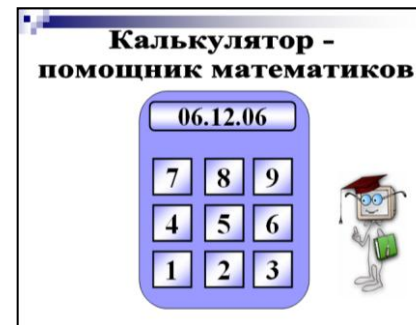 Калькулятор -
помощник математиков
06.12.06
7 8 9
4 5 6
1 2 3